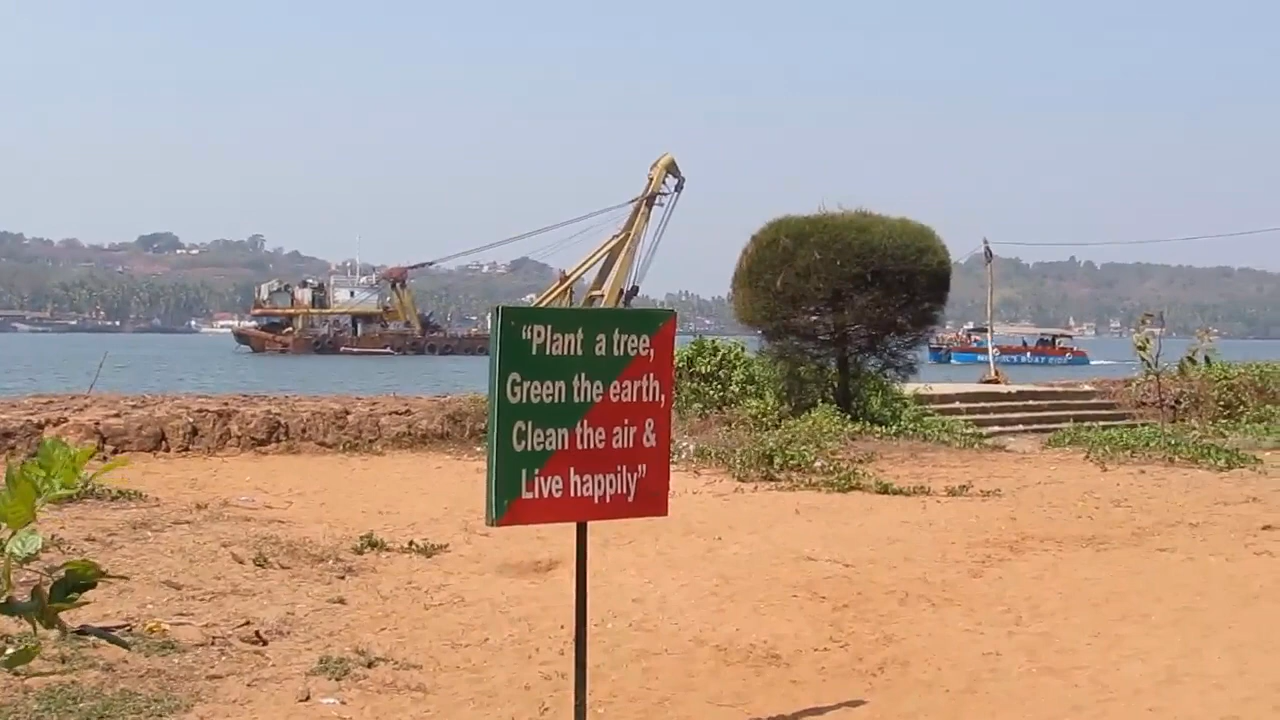 “Plant a tree,
Green the earth,
Clean the air &
Live happily”